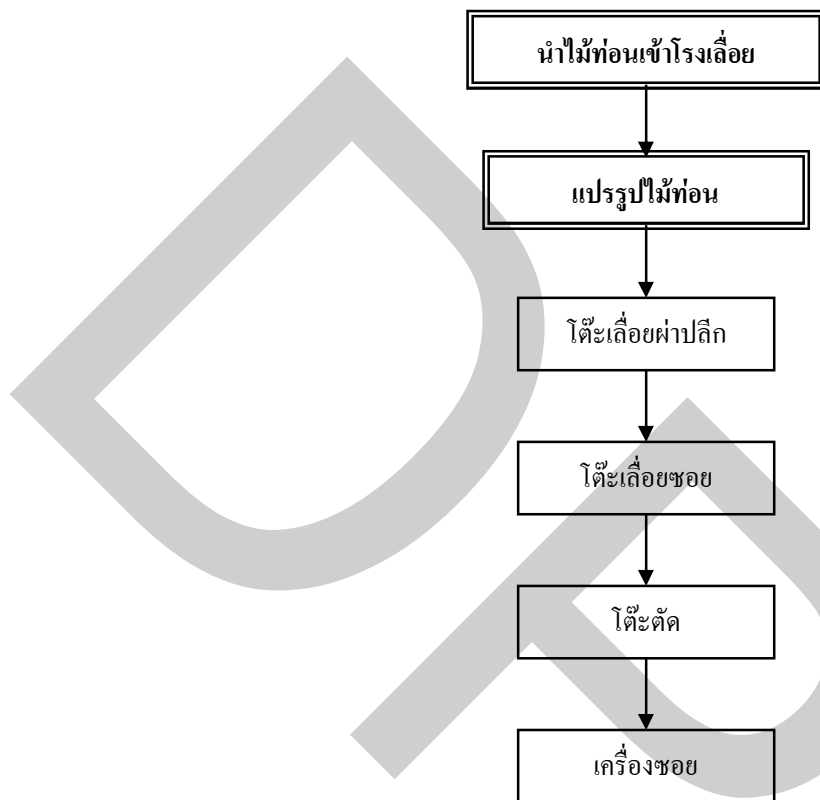 นำไม้ท่อนเข้าโรงเลื่อย
แปรรูปไม้ท่อน
โต๊ะเลื่อยผ่าปลีก
โต๊ะเลื่อยซอย
โต๊ะตัด
เครื่องซอย